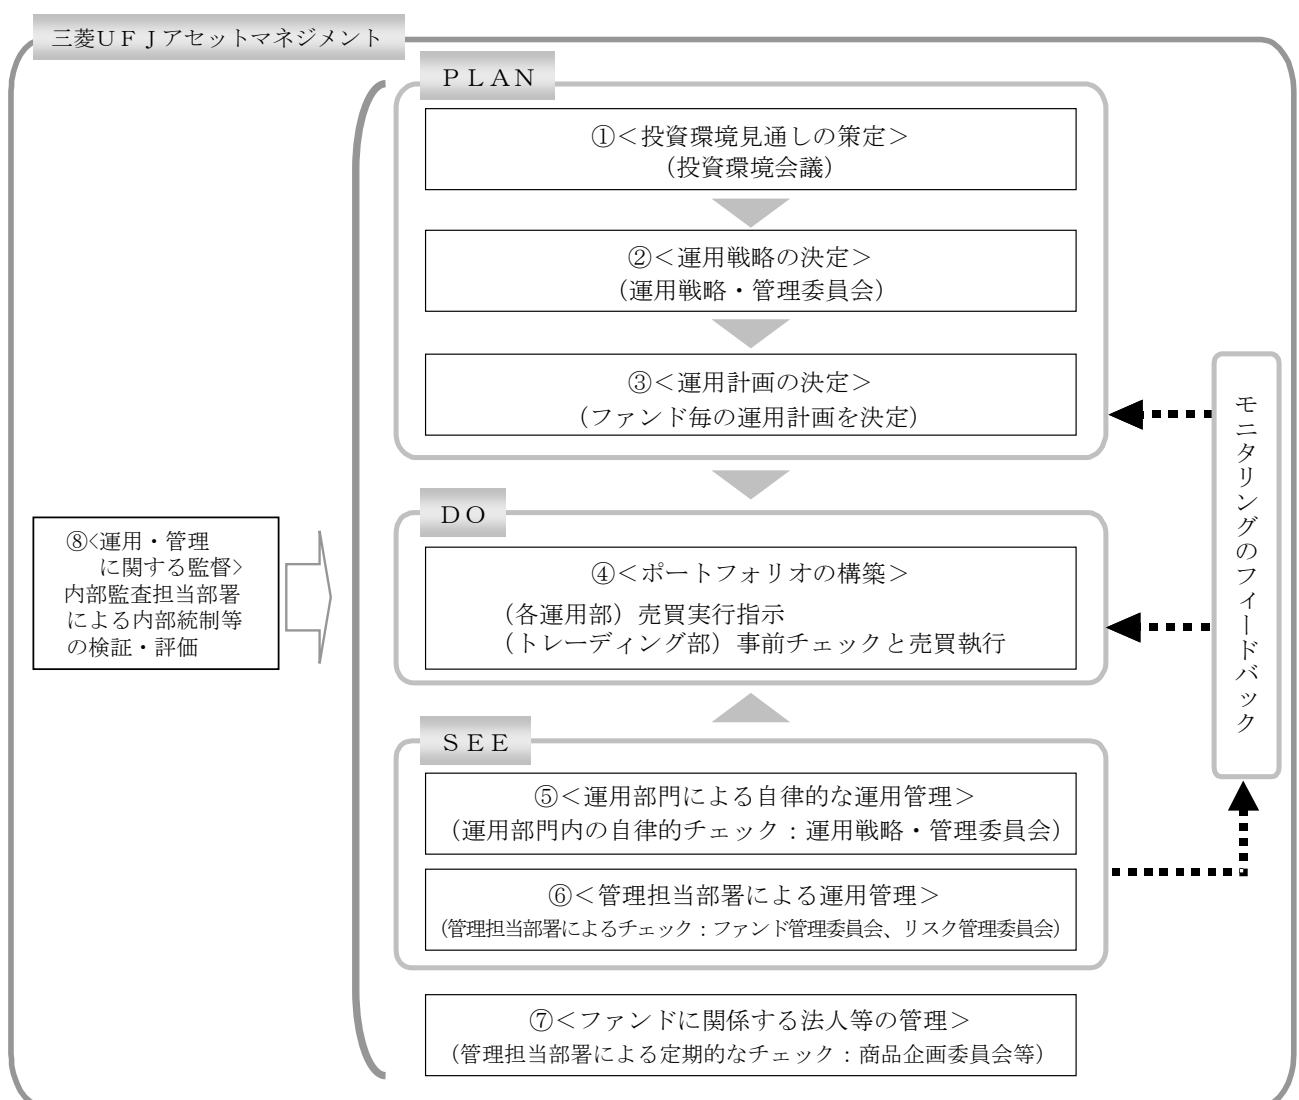 三菱ＵＦＪアセットマネジメント
ＰＬＡＮ
①＜投資環境見通しの策定＞
（投資環境会議）
②＜運用戦略の決定＞
（運用戦略・管理委員会）
③＜運用計画の決定＞
（ファンド毎の運用計画を決定）
ＤＯ
④＜ポートフォリオの構築＞
（各運用部）売買実行指示
（トレーディング部）事前チェックと売買執行
ＳＥＥ
⑤＜運用部門による自律的な運用管理＞
（運用部門内の自律的チェック：運用戦略・管理委員会）
⑥＜管理担当部署による運用管理＞
（管理担当部署によるチェック：ファンド管理委員会、リスク管理委員会）
⑦＜ファンドに関係する法人等の管理＞
（管理担当部署による定期的なチェック：商品企画委員会等）
⑧<運用・管理
に関する監督>
内部監査担当部署
による内部統制等
の検証・評価
モニタリングのフィードバック